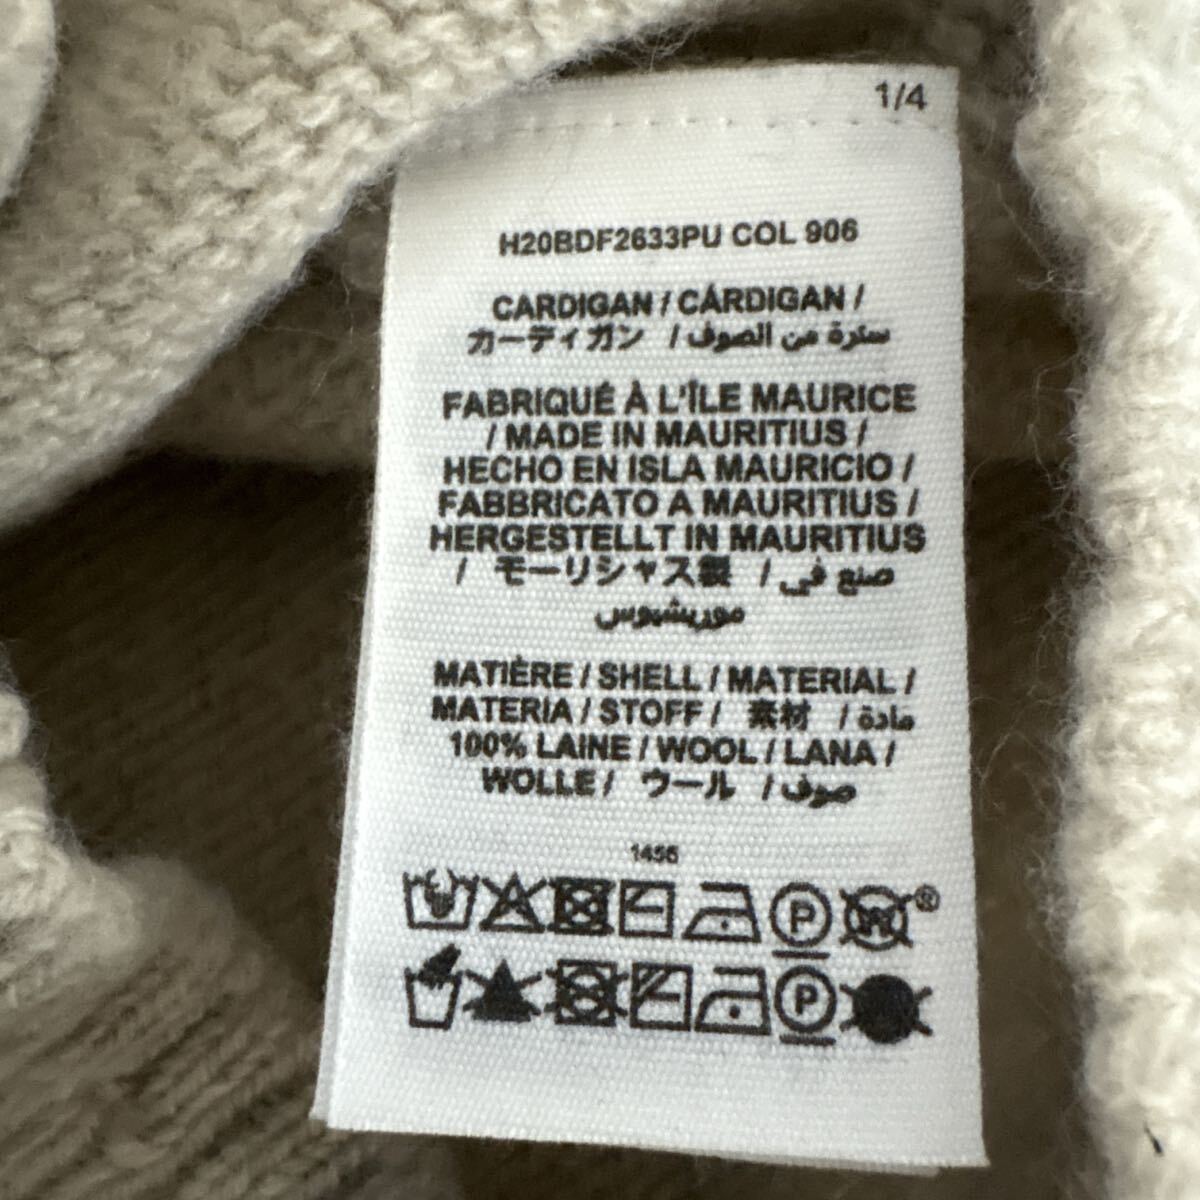 1/4
H20BDF2633PU COL 906
CARDIGAN / CÁRDIGAN /
カーディガン / سترة من الصوف
FABRIQUÉ À L'ÎLE MAURICE
/ MADE IN MAURITIUS /
HECHO EN ISLA MAURICIO /
FABBRICATO A MAURITIUS /
HERGESTELLT IN MAURITIUS
/ モーリシャス製 / صنع في
موريشيوس
MATIÈRE / SHELL / MATERIAL /
MATERIA / STOFF / 素材 / مادة
100% LAINE / WOOL / LANA /
WOLLE / ウール / صوف
1456
P W ®
P